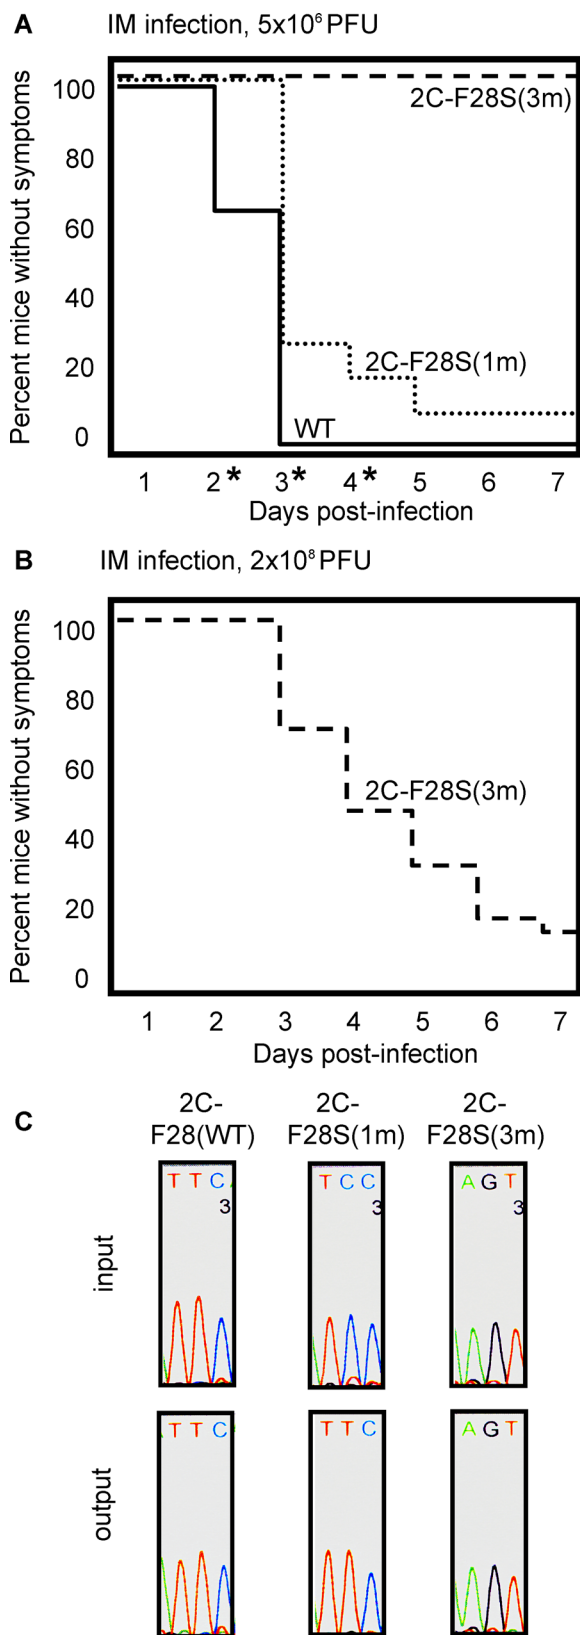 A IM infection, 5x10⁶ PFU
Percent mice without symptoms
100
80
60
40
20
0
2C-F28S(3m)
2C-F28S(1m)
WT
1 2* 3* 4* 5 6 7
Days post-infection
B IM infection, 2x10⁸ PFU
Percent mice without symptoms
100
80
60
40
20
0
2C-F28S(3m)
1 2 3 4 5 6 7
Days post-infection
C
2C-
F28(WT)
2C-
F28S(1m)
2C-
F28S(3m)
input
T T C
3
T C C
3
A G T
3
output
T T C
T T C
A G T